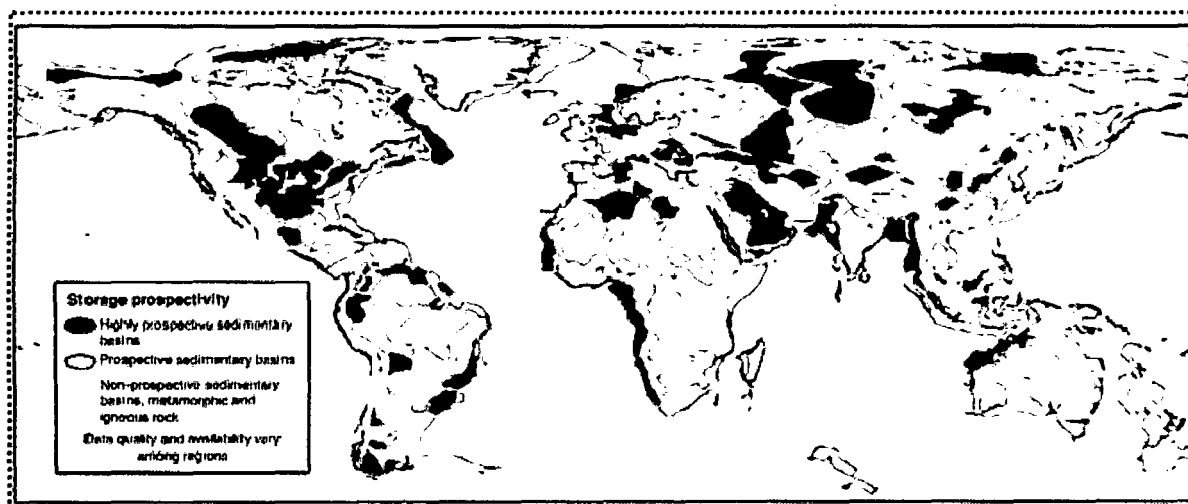 Storage prospectivity
Highly prospective sedimentary
basins
Prospective sedimentary basins
Non-prospective sedimentary
basins, metamorphic and
igneous rock
Data quality and availability vary
among regions